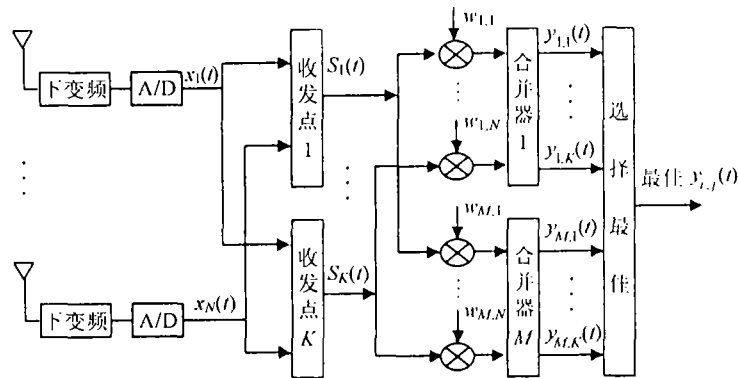 w1,1
x1(t)
下变频
A/D
收发点 1
S1(t)
w1,N
合并器 1
y1,1(t)
y1,K(t)
选择最佳
最佳 yi,j(t)
xN(t)
下变频
A/D
收发点 K
SK(t)
wM,1
wM,N
合并器 M
yM,1(t)
yM,K(t)